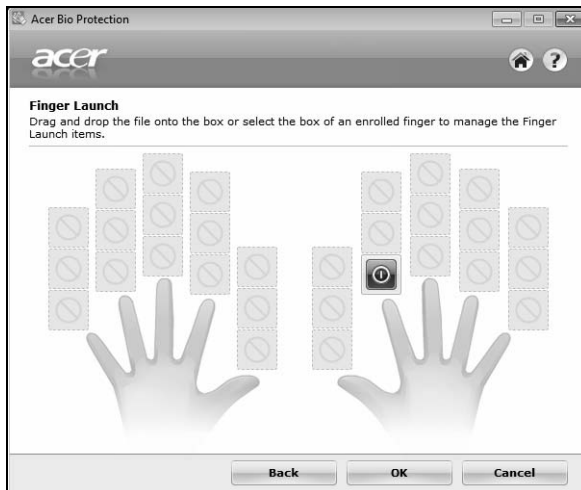 Acer Bio Protection
acer
?
Finger Launch
Drag and drop the file onto the box or select the box of an enrolled finger to manage the Finger
Launch items.
Back
OK
Cancel